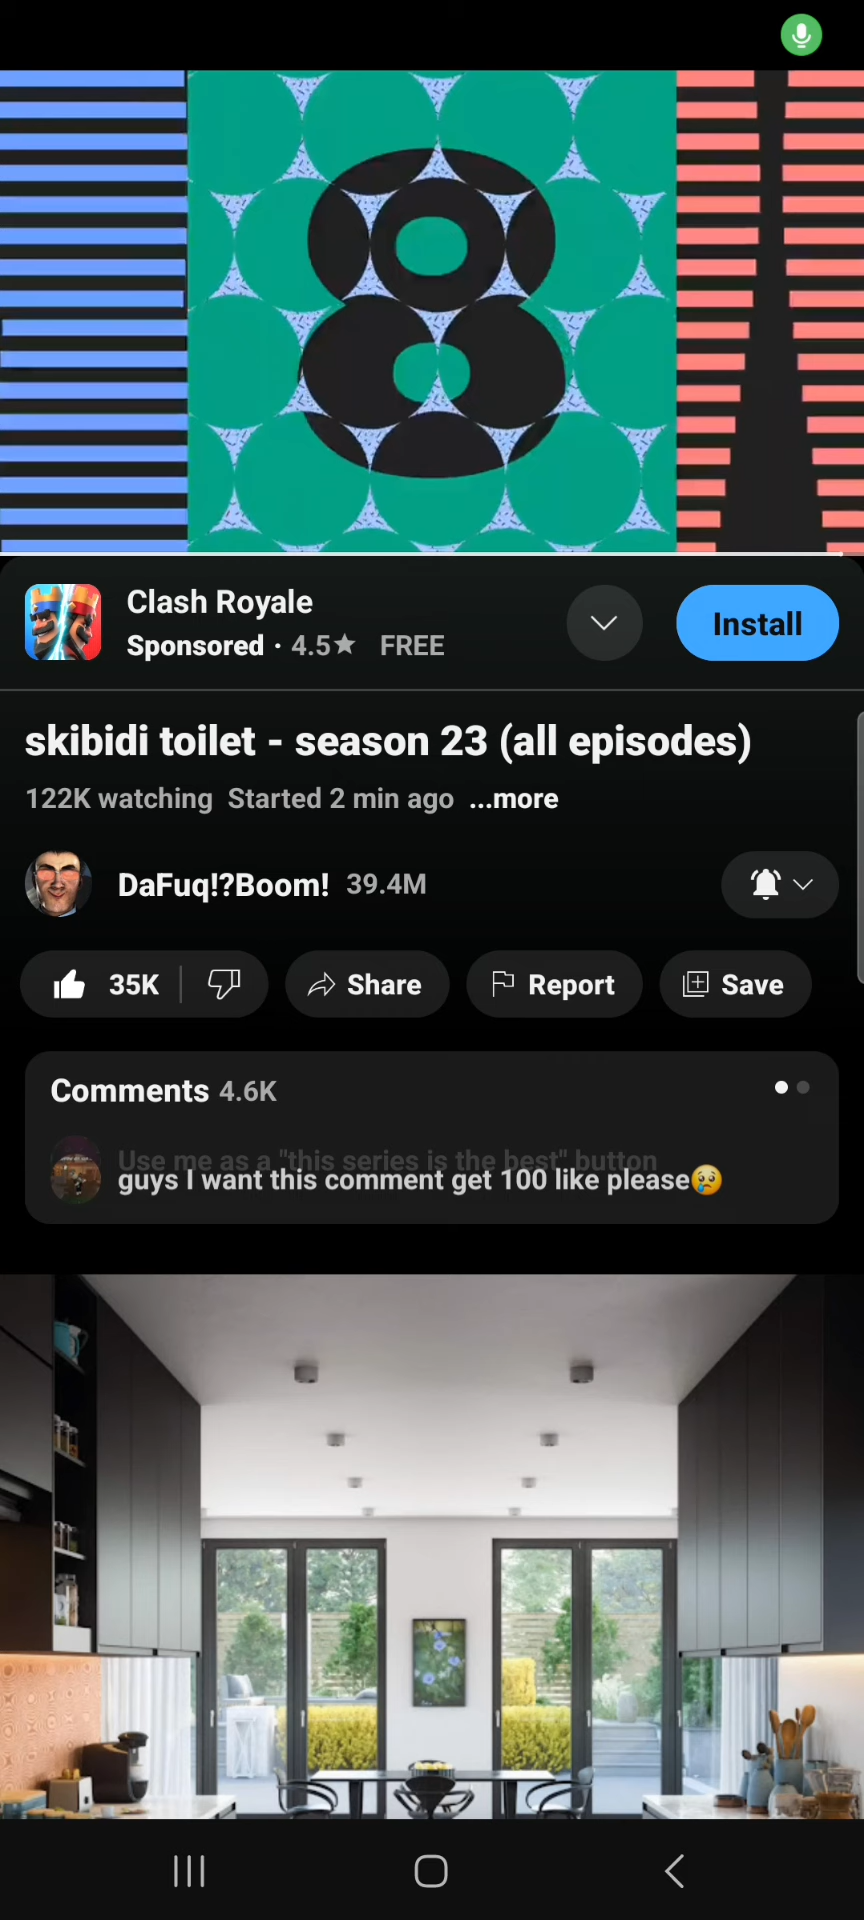 8
Clash Royale
Sponsored · 4.5★ FREE
Install
skibidi toilet - season 23 (all episodes)
122K watching Started 2 min ago ...more
DaFuq!?Boom! 39.4M
35K
Share
Report
Save
Comments 4.6K
Use me as a "this series is the best" button
guys I want this comment get 100 like please😢